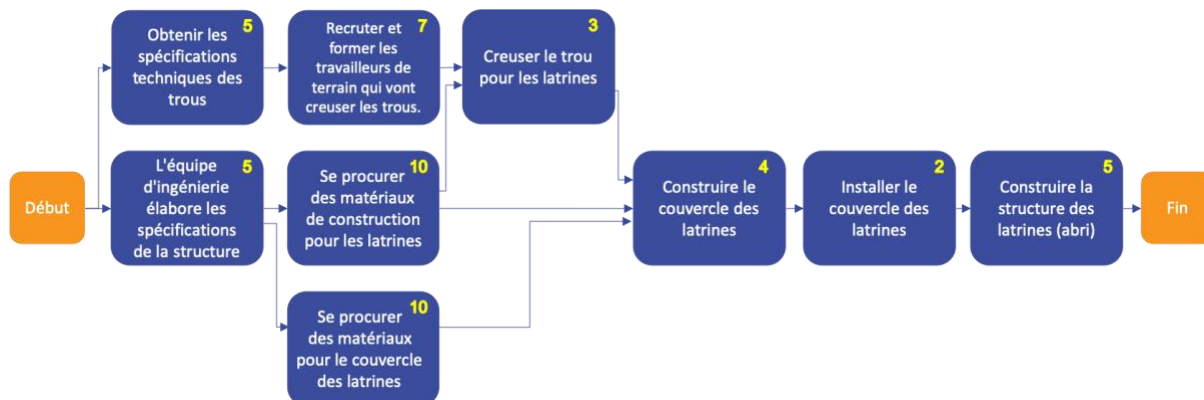 5
Obtenir les
spécifications
techniques des
trous
7
Recruter et
former les
travailleurs de
terrain qui vont
creuser les trous.
3
Creuser le trou
pour les latrines
Début
5
L'équipe
d'ingénierie
élabore les
spécifications
de la structure
10
Se procurer
des matériaux
de construction
pour les latrines
4
Construire le
couvercle des
latrines
2
Installer le
couvercle des
latrines
5
Construire la
structure des
latrines (abri)
Fin
10
Se procurer
des matériaux
pour le couvercle
des latrines